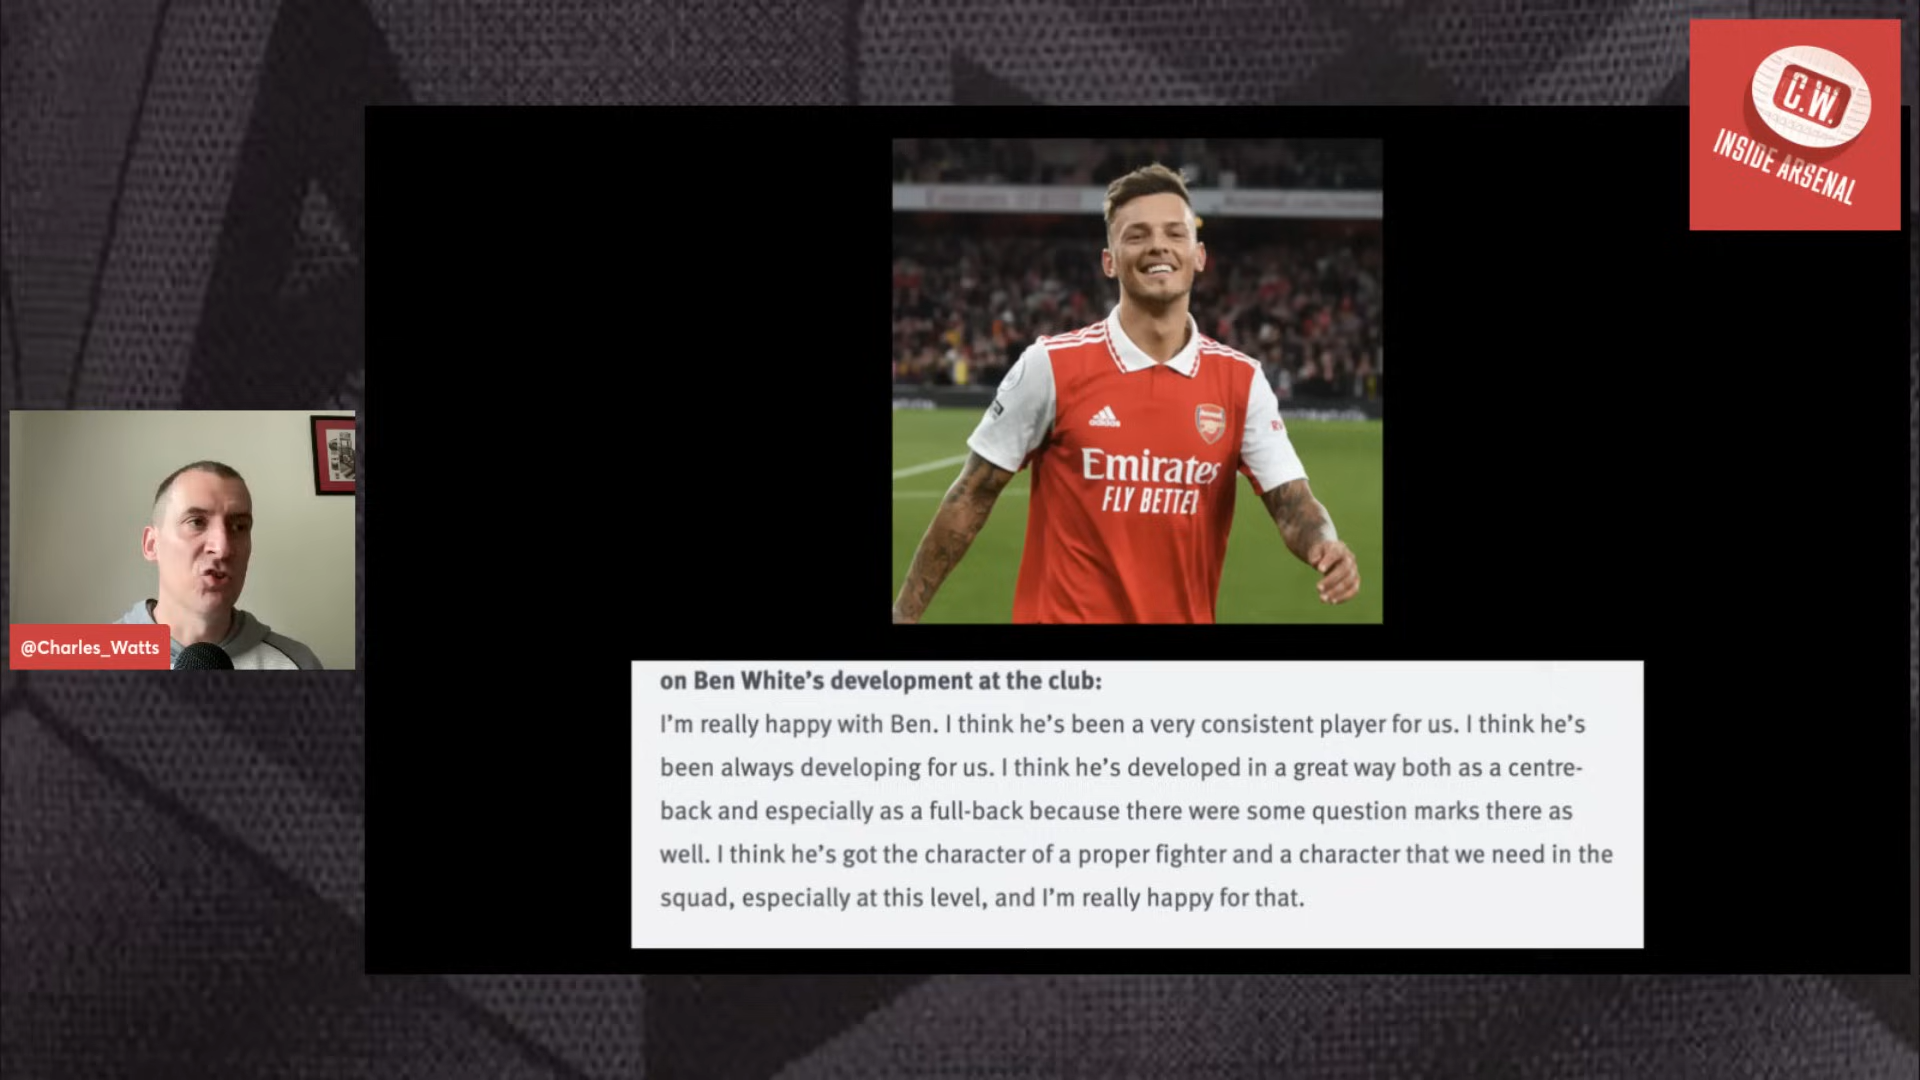 C.W.
INSIDE ARSENAL
adidas
Arsenal
Emirates
FLY BETTER
@Charles_Watts
on Ben White’s development at the club:
I’m really happy with Ben. I think he’s been a very consistent player for us. I think he’s
been always developing for us. I think he’s developed in a great way both as a centre-
back and especially as a full-back because there were some question marks there as
well. I think he’s got the character of a proper fighter and a character that we need in the
squad, especially at this level, and I’m really happy for that.